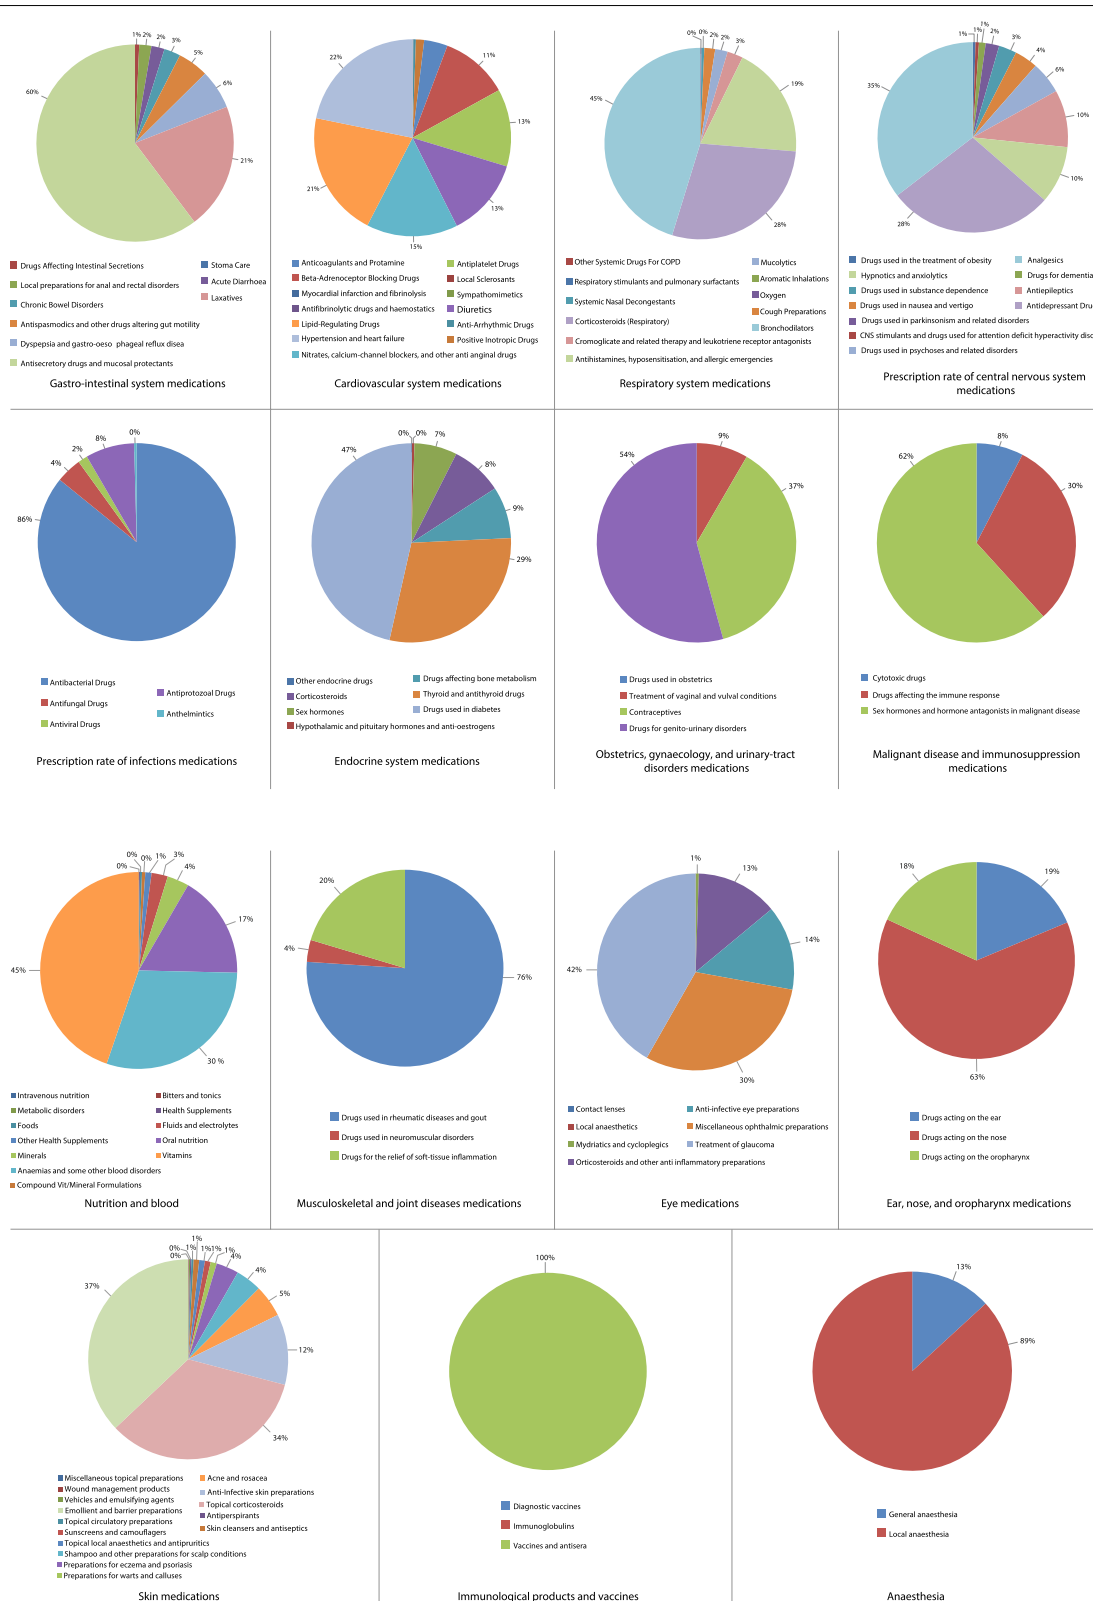 1%
2%
2%
3%
5%
6%
21%
60%
Drugs Affecting Intestinal Secretions
Local preparations for anal and rectal disorders
Chronic Bowel Disorders
Antispasmodics and other drugs altering gut motility
Dyspepsia and gastro-oeso phageal reflux disea
Antisecretory drugs and mucosal protectants
Stoma Care
Acute Diarrhoea
Laxatives
Gastro-intestinal system medications
11%
13%
13%
15%
21%
22%
Anticoagulants and Protamine
Beta-Adrenoceptor Blocking Drugs
Myocardial infarction and fibrinolysis
Antifibrinolytic drugs and haemostatics
Lipid-Regulating Drugs
Hypertension and heart failure
Nitrates, calcium-channel blockers, and other anti anginal drugs
Antiplatelet Drugs
Local Sclerosants
Sympathomimetics
Diuretics
Anti-Arrhythmic Drugs
Positive Inotropic Drugs
Cardiovascular system medications
0%
0%
2%
2%
3%
19%
28%
45%
Other Systemic Drugs For COPD
Respiratory stimulants and pulmonary surfactants
Systemic Nasal Decongestants
Corticosteroids (Respiratory)
Cromoglicate and related therapy and leukotriene receptor antagonists
Antihistamines, hyposensitisation, and allergic emergencies
Mucolytics
Aromatic Inhalations
Oxygen
Cough Preparations
Bronchodilators
Respiratory system medications
1%
1%
1%
2%
3%
4%
6%
10%
10%
28%
35%
Drugs used in the treatment of obesity
Hypnotics and anxiolytics
Drugs used in substance dependence
Drugs used in nausea and vertigo
Drugs used in parkinsonism and related disorders
CNS stimulants and drugs used for attention deficit hyperactivity diso
Drugs used in psychoses and related disorders
Analgesics
Drugs for dementia
Antiepileptics
Antidepressant Drug
Prescription rate of central nervous system
medications
0%
8%
2%
4%
86%
Antibacterial Drugs
Antifungal Drugs
Antiviral Drugs
Antiprotozoal Drugs
Anthelmintics
Prescription rate of infections medications
0%
0%
7%
8%
9%
29%
47%
Other endocrine drugs
Corticosteroids
Sex hormones
Hypothalamic and pituitary hormones and anti-oestrogens
Drugs affecting bone metabolism
Thyroid and antithyroid drugs
Drugs used in diabetes
Endocrine system medications
9%
37%
54%
Drugs used in obstetrics
Treatment of vaginal and vulval conditions
Contraceptives
Drugs for genito-urinary disorders
Obstetrics, gynaecology, and urinary-tract
disorders medications
8%
30%
62%
Cytotoxic drugs
Drugs affecting the immune response
Sex hormones and hormone antagonists in malignant disease
Malignant disease and immunosuppression
medications
0%
0%
0%
1%
3%
4%
17%
30 %
45%
Intravenous nutrition
Metabolic disorders
Foods
Other Health Supplements
Minerals
Anaemias and some other blood disorders
Compound Vit/Mineral Formulations
Bitters and tonics
Health Supplements
Fluids and electrolytes
Oral nutrition
Vitamins
Nutrition and blood
20%
4%
76%
Drugs used in rheumatic diseases and gout
Drugs used in neuromuscular disorders
Drugs for the relief of soft-tissue inflammation
Musculoskeletal and joint diseases medications
1%
13%
14%
30%
42%
Contact lenses
Local anaesthetics
Mydriatics and cycloplegics
Orticosteroids and other anti inflammatory preparations
Anti-infective eye preparations
Miscellaneous ophthalmic preparations
Treatment of glaucoma
Eye medications
18%
19%
63%
Drugs acting on the ear
Drugs acting on the nose
Drugs acting on the oropharynx
Ear, nose, and oropharynx medications
0%
0%
1%
1%
1%
1%
1%
4%
4%
5%
12%
34%
37%
Miscellaneous topical preparations
Wound management products
Vehicles and emulsifying agents
Emollient and barrier preparations
Topical circulatory preparations
Sunscreens and camouflagers
Topical local anaesthetics and antipruritics
Shampoo and other preparations for scalp conditions
Preparations for eczema and psoriasis
Preparations for warts and calluses
Acne and rosacea
Anti-Infective skin preparations
Topical corticosteroids
Antiperspirants
Skin cleansers and antiseptics
Skin medications
100%
Diagnostic vaccines
Immunoglobulins
Vaccines and antisera
Immunological products and vaccines
13%
89%
General anaesthesia
Local anaesthesia
Anaesthesia